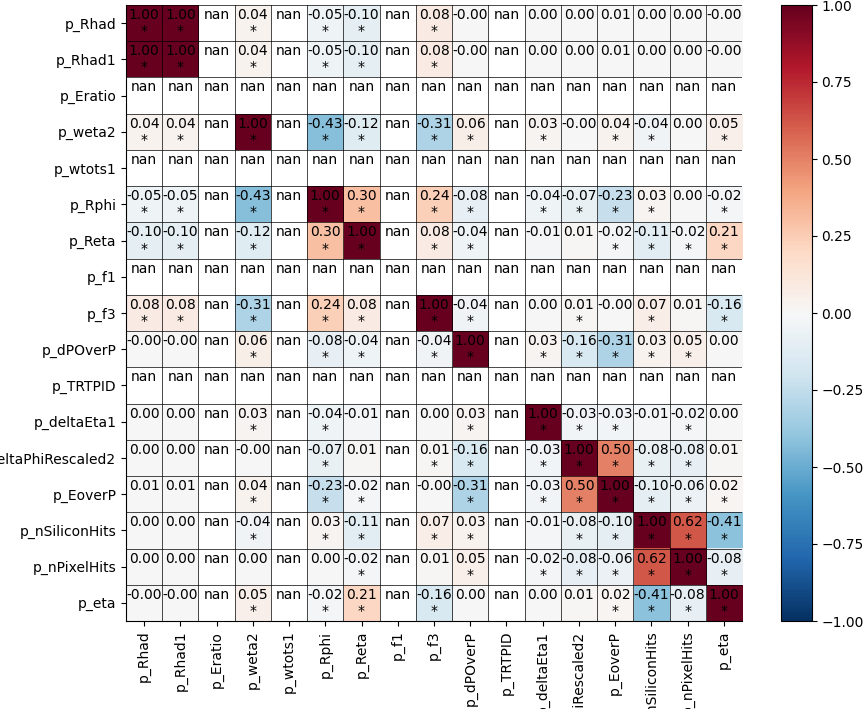 p_Rhad 1.00 1.00 nan 0.04 nan -0.05 -0.10 nan 0.08 -0.00 nan 0.00 0.00 0.01 0.00 0.00 -0.00
* * * * * *
p_Rhad1 1.00 1.00 nan 0.04 nan -0.05 -0.10 nan 0.08 -0.00 nan 0.00 0.00 0.01 0.00 0.00 -0.00
* * * * * *
p_Eratio nan nan nan nan nan nan nan nan nan nan nan nan nan nan nan nan nan
p_weta2 0.04 0.04 nan 1.00 nan -0.43 -0.12 nan -0.31 0.06 nan 0.03 -0.00 0.04 -0.04 0.00 0.05
* * * * * * * * * * *
p_wtots1 nan nan nan nan nan nan nan nan nan nan nan nan nan nan nan nan nan
p_Rphi -0.05 -0.05 nan -0.43 nan 1.00 0.30 nan 0.24 -0.08 nan -0.04 -0.07 -0.23 0.03 0.00 -0.02
* * * * * * * * * * * *
p_Reta -0.10 -0.10 nan -0.12 nan 0.30 1.00 nan 0.08 -0.04 nan -0.01 0.01 -0.02 -0.11 -0.02 0.21
* * * * * * * * * * *
p_f1 nan nan nan nan nan nan nan nan nan nan nan nan nan nan nan nan nan
p_f3 0.08 0.08 nan -0.31 nan 0.24 0.08 nan 1.00 -0.04 nan 0.00 0.01 -0.00 0.07 0.01 -0.16
* * * * * * * * * *
p_dPOverP -0.00 -0.00 nan 0.06 nan -0.08 -0.04 nan -0.04 1.00 nan 0.03 -0.16 -0.31 0.03 0.05 0.00
* * * * * * * * * *
p_TRTPID nan nan nan nan nan nan nan nan nan nan nan nan nan nan nan nan nan
p_deltaEta1 0.00 0.00 nan 0.03 nan -0.04 -0.01 nan 0.00 0.03 nan 1.00 -0.03 -0.03 -0.01 -0.02 0.00
* * * * * * *
eltaPhiRescaled2 0.00 0.00 nan -0.00 nan -0.07 0.01 nan 0.01 -0.16 nan -0.03 1.00 0.50 -0.08 -0.08 0.01
* * * * * * * *
p_EoverP 0.01 0.01 nan 0.04 nan -0.23 -0.02 nan -0.00 -0.31 nan -0.03 0.50 1.00 -0.10 -0.06 0.02
* * * * * * * * * *
p_nSiliconHits 0.00 0.00 nan -0.04 nan 0.03 -0.11 nan 0.07 0.03 nan -0.01 -0.08 -0.10 1.00 0.62 -0.41
* * * * * * * * * *
p_nPixelHits 0.00 0.00 nan 0.00 nan 0.00 -0.02 nan 0.01 0.05 nan -0.02 -0.08 -0.06 0.62 1.00 -0.08
* * * * * * * *
p_eta -0.00 -0.00 nan 0.05 nan -0.02 0.21 nan -0.16 0.00 nan 0.00 0.01 0.02 -0.41 -0.08 1.00
* * * * * * * *
p_Rhad
p_Rhad1
p_Eratio
p_weta2
p_wtots1
p_Rphi
p_Reta
p_f1
p_f3
p_dPOverP
p_TRTPID
p_deltaEta1
iRescaled2
p_EoverP
nSiliconHits
p_nPixelHits
p_eta
1.00
0.75
0.50
0.25
0.00
−0.25
−0.50
−0.75
−1.00